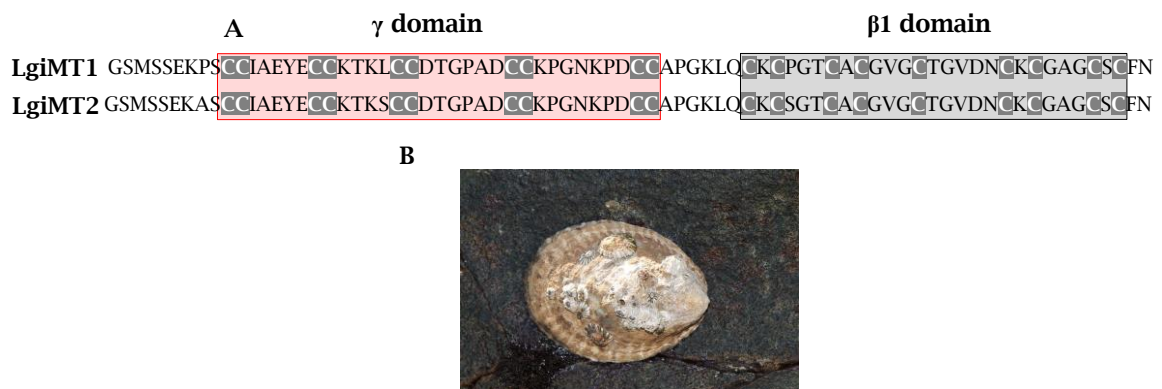 A γ domain β1 domain
LgiMT1 GSMSSEKPSCCIAEYECCKTKLCCDTGPADCCKPGNKPDCCAPGKLQCKCPGTCACGVGCTGVDNCKCGAGCSCFN
LgiMT2 GSMSSEKASCCIAEYECCKTKSCCDTGPADCCKPGNKPDCCAPGKLQCKCSGTCACGVGCTGVDNCKCGAGCSCFN
B